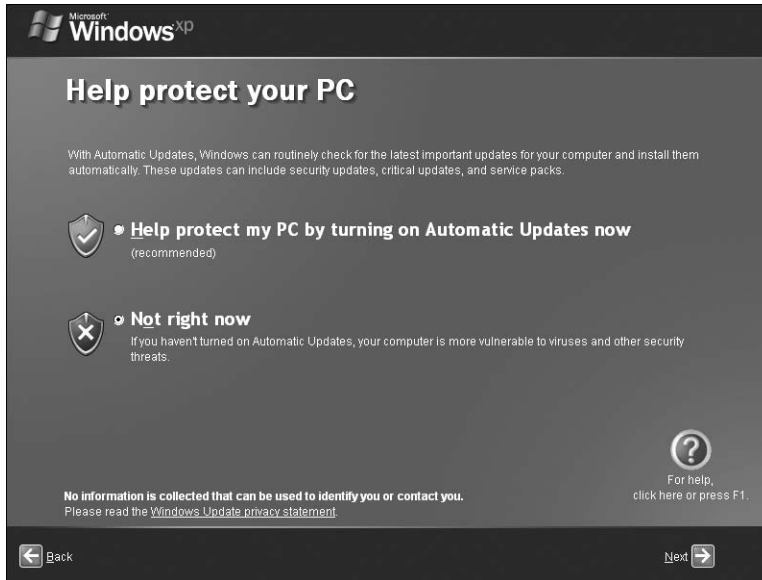 Microsoft
Windows xp
Help protect your PC
With Automatic Updates, Windows can routinely check for the latest important updates for your computer and install them
automatically. These updates can include security updates, critical updates, and service packs.
Help protect my PC by turning on Automatic Updates now
(recommended)
Not right now
If you haven't turned on Automatic Updates, your computer is more vulnerable to viruses and other security
threats.
For help,
click here or press F1.
No information is collected that can be used to identify you or contact you.
Please read the Windows Update privacy statement.
Back
Next